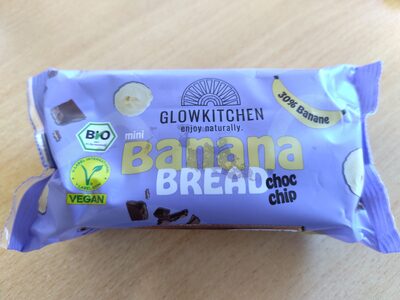 GLOWKITCHEN
enjoy naturally.
30% Banane
BIO
mini
Banana
BREAD
choc
chip
VEGAN